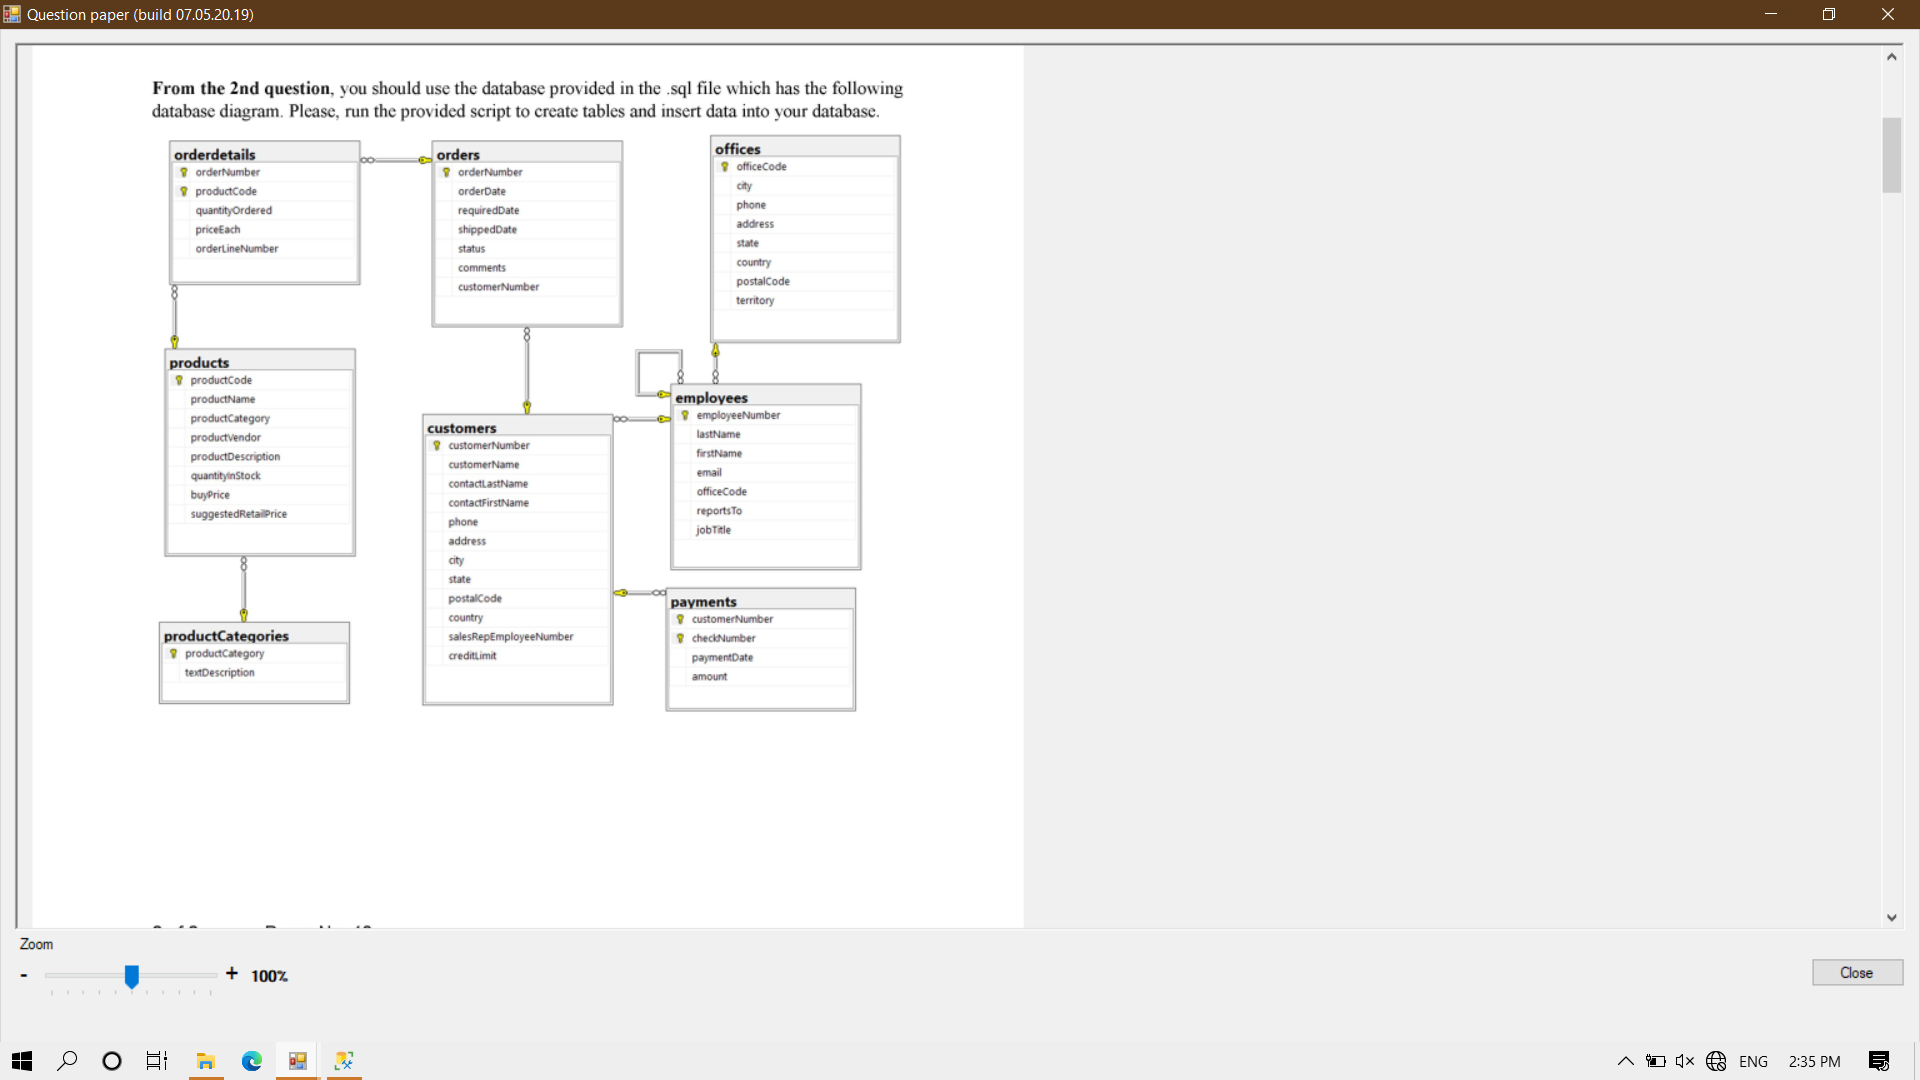 Question paper (build 07.05.20.19)
From the 2nd question, you should use the database provided in the .sql file which has the following
database diagram. Please, run the provided script to create tables and insert data into your database.
orderdetails
orderNumber
productCode
quantityOrdered
priceEach
orderLineNumber
orders
orderNumber
orderDate
requiredDate
shippedDate
status
comments
customerNumber
offices
officeCode
city
phone
address
state
country
postalCode
territory
products
productCode
productName
productCategory
productVendor
productDescription
quantityInStock
buyPrice
suggestedRetailPrice
customers
customerNumber
customerName
contactLastName
contactFirstName
phone
address
city
state
postalCode
country
salesRepEmployeeNumber
creditLimit
employees
employeeNumber
lastName
firstName
email
officeCode
reportsTo
jobTitle
payments
customerNumber
checkNumber
paymentDate
amount
productCategories
productCategory
textDescription
Zoom
- + 100%
Close
ENG 2:35 PM